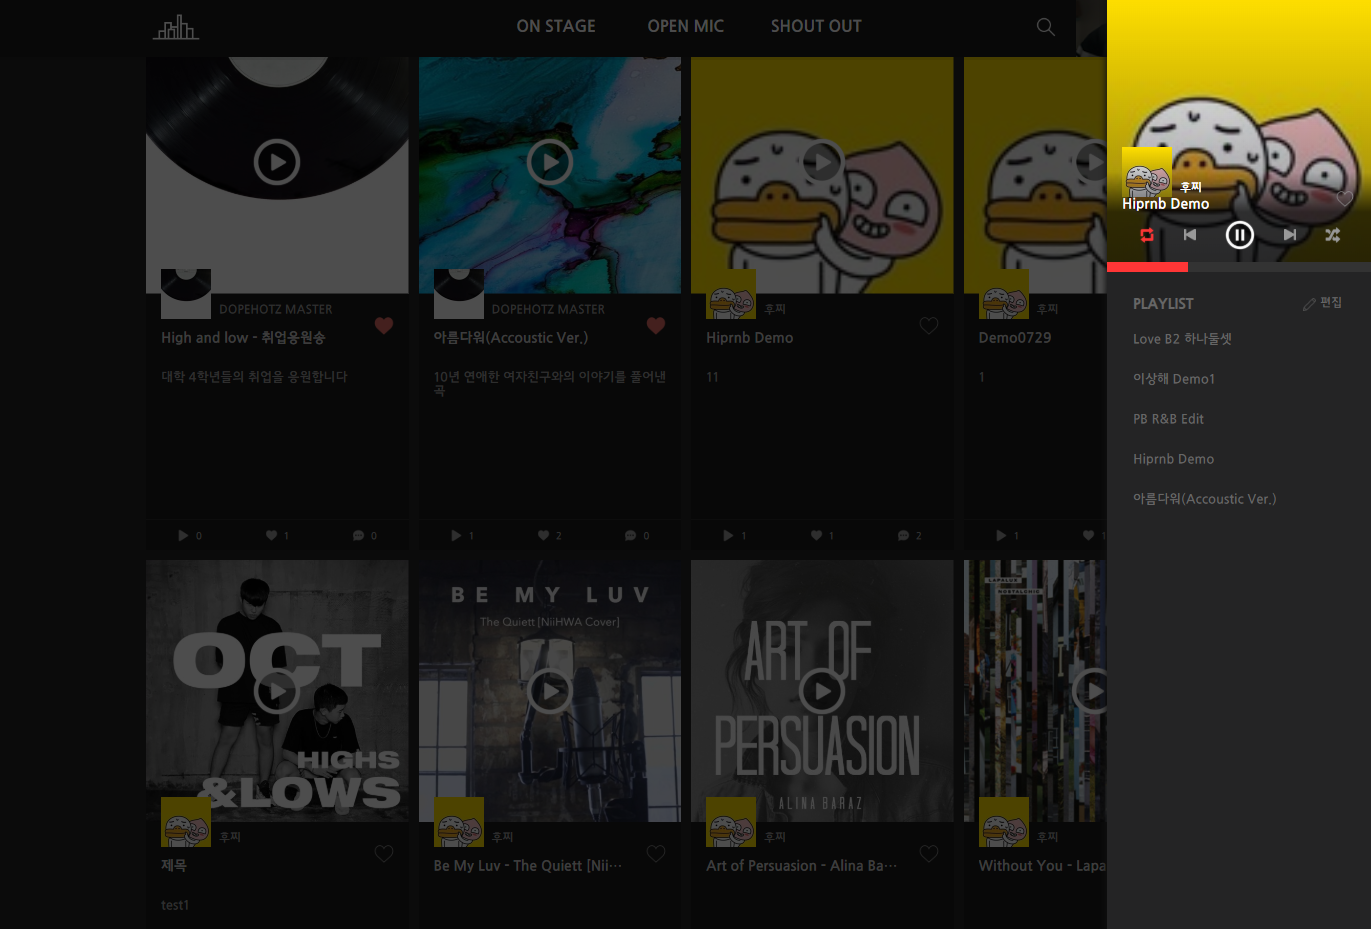 ON STAGE OPEN MIC SHOUT OUT
DOPEHOTZ MASTER
High and low - 취업응원송
대학 4학년들의 취업을 응원합니다
0 1 0
DOPEHOTZ MASTER
아름다워(Accoustic Ver.)
10년 연애한 여자친구와의 이야기를 풀어낸
곡
1 2 0
후찌
Hiprnb Demo
11
1 1 2
후찌
Demo0729
1
1 1
OCT
HIGHS
&LOWS
후찌
제목
test1
BE MY LUV
The Quiett [NiiHWA Cover]
후찌
Be My Luv - The Quiett [Nii···
ART OF
PERSUASION
ALINA BARAZ
후찌
Art of Persuasion - Alina Ba···
LAPALUX
NOSTALCHIC
후찌
Without You - Lapa
후찌
Hiprnb Demo
PLAYLIST 편집
Love B2 하나둘셋
이상해 Demo1
PB R&B Edit
Hiprnb Demo
아름다워(Accoustic Ver.)